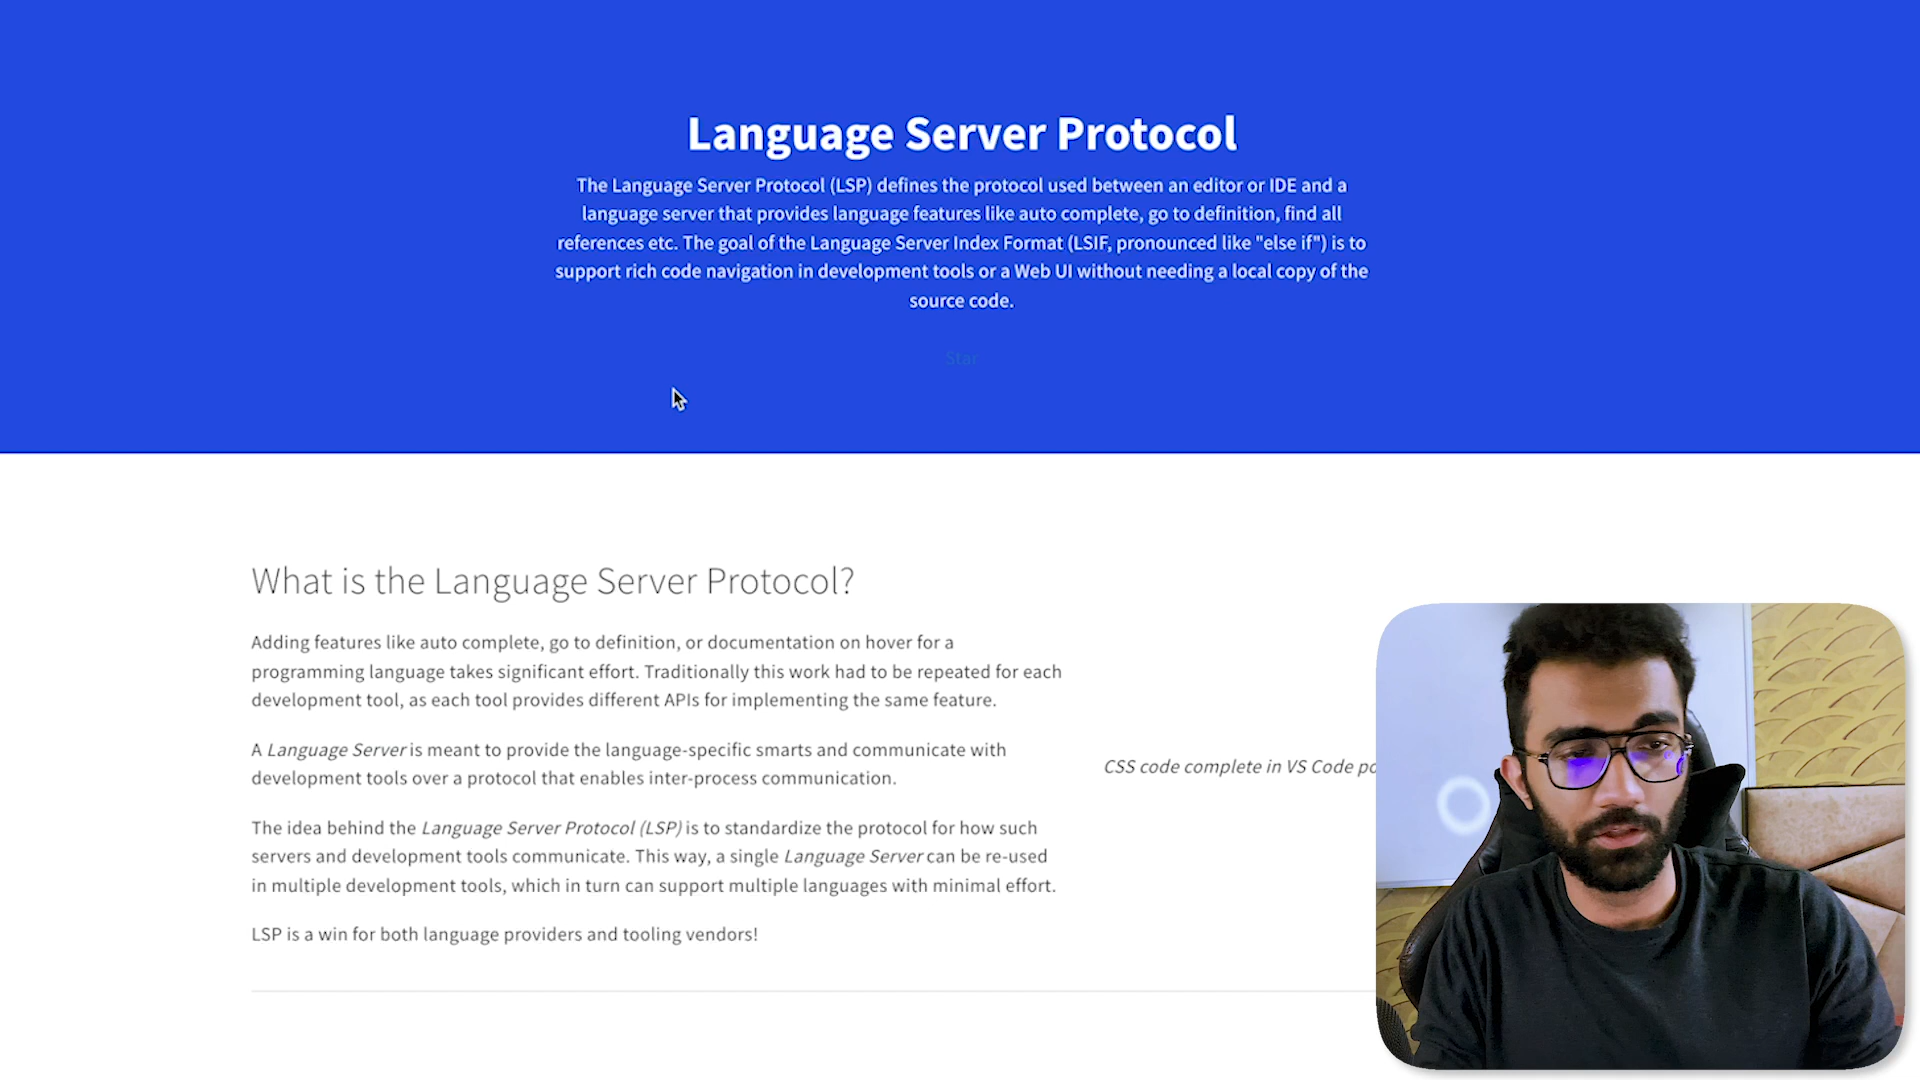 Language Server Protocol
The Language Server Protocol (LSP) defines the protocol used between an editor or IDE and a
language server that provides language features like auto complete, go to definition, find all
references etc. The goal of the Language Server Index Format (LSIF, pronounced like "else if") is to
support rich code navigation in development tools or a Web UI without needing a local copy of the
source code.
Star
What is the Language Server Protocol?
Adding features like auto complete, go to definition, or documentation on hover for a
programming language takes significant effort. Traditionally this work had to be repeated for each
development tool, as each tool provides different APIs for implementing the same feature.
A Language Server is meant to provide the language-specific smarts and communicate with
development tools over a protocol that enables inter-process communication.
CSS code complete in VS Code
The idea behind the Language Server Protocol (LSP) is to standardize the protocol for how such
servers and development tools communicate. This way, a single Language Server can be re-used
in multiple development tools, which in turn can support multiple languages with minimal effort.
LSP is a win for both language providers and tooling vendors!